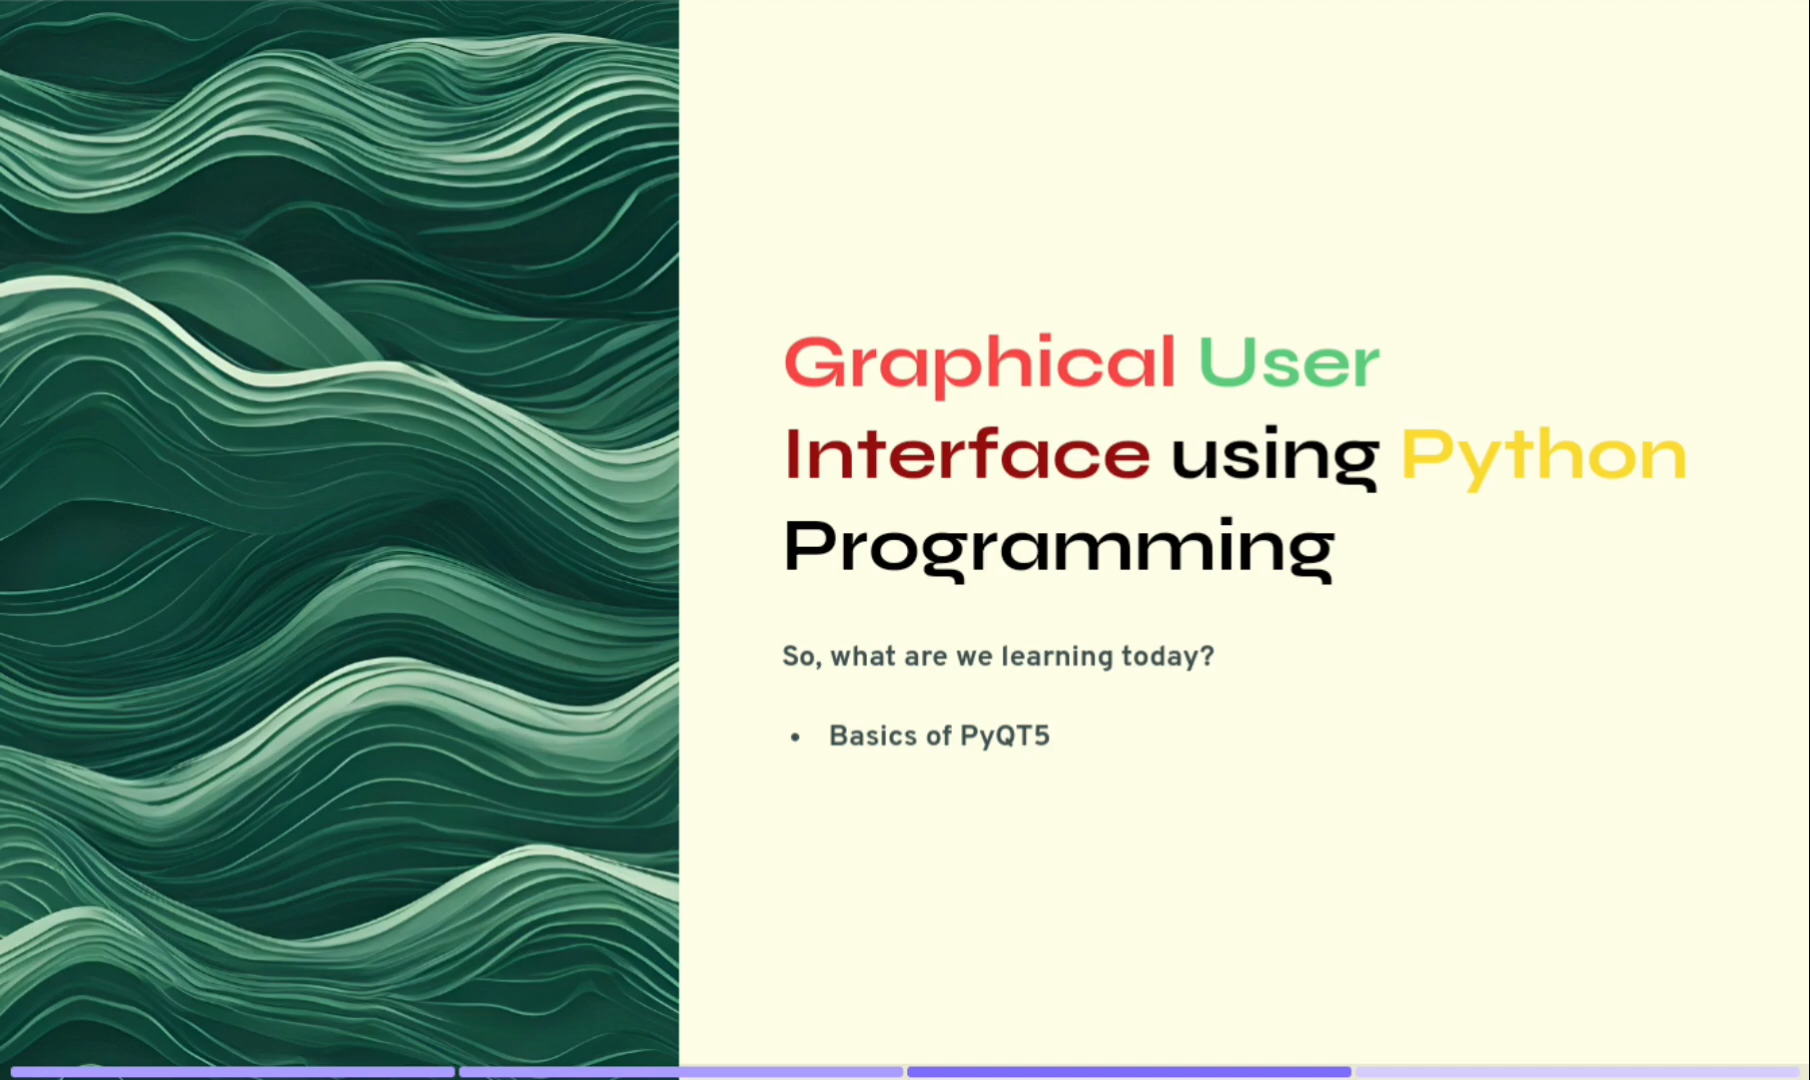 Graphical User
Interface using Python
Programming
So, what are we learning today?
• Basics of PyQT5